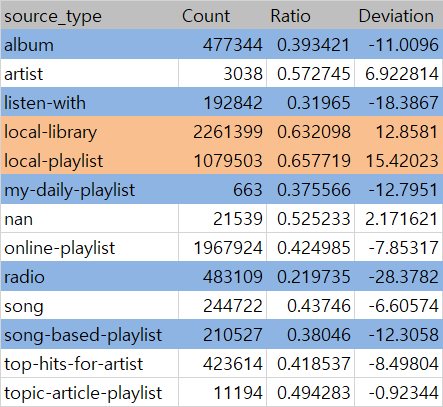 source_type Count Ratio Deviation
album 477344 0.393421 -11.0096
artist 3038 0.572745 6.922814
listen-with 192842 0.31965 -18.3867
local-library 2261399 0.632098 12.8581
local-playlist 1079503 0.657719 15.42023
my-daily-playlist 663 0.375566 -12.7951
nan 21539 0.525233 2.171621
online-playlist 1967924 0.424985 -7.85317
radio 483109 0.219735 -28.3782
song 244722 0.43746 -6.60574
song-based-playlist 210527 0.38046 -12.3058
top-hits-for-artist 423614 0.418537 -8.49804
topic-article-playlist 11194 0.494283 -0.92344